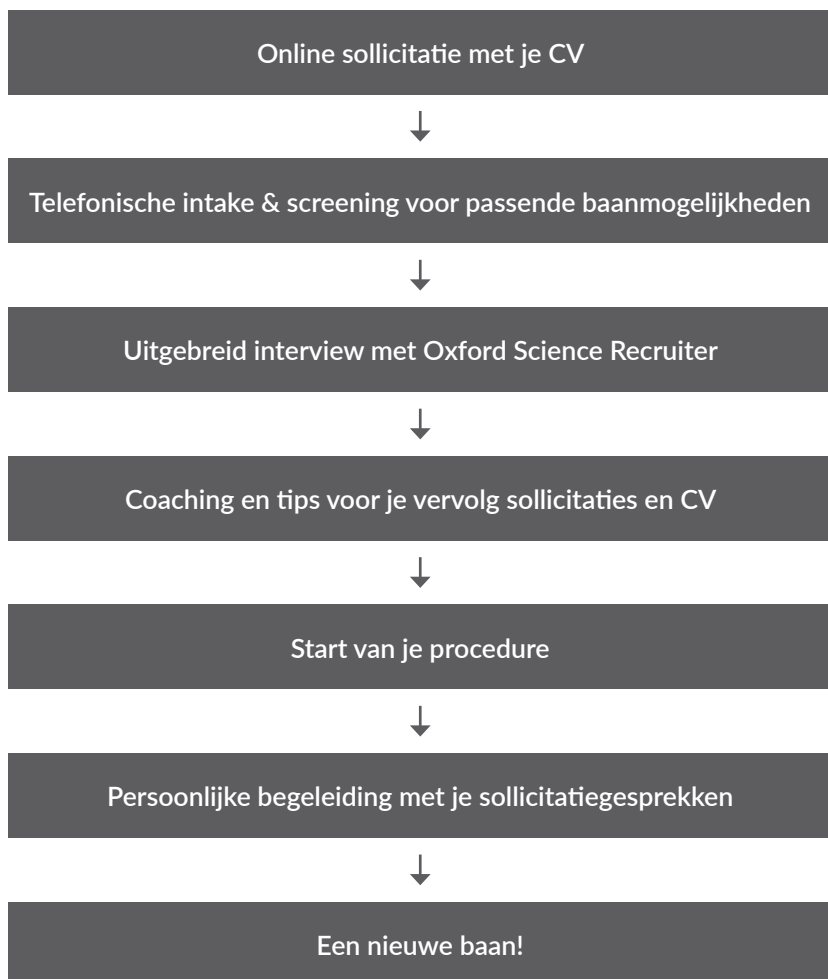 Online sollicitatie met je CV
Telefonische intake & screening voor passende baanmogelijkheden
Uitgebreid interview met Oxford Science Recruiter
Coaching en tips voor je vervolg sollicitaties en CV
Start van je procedure
Persoonlijke begeleiding met je sollicitatiegesprekken
Een nieuwe baan!